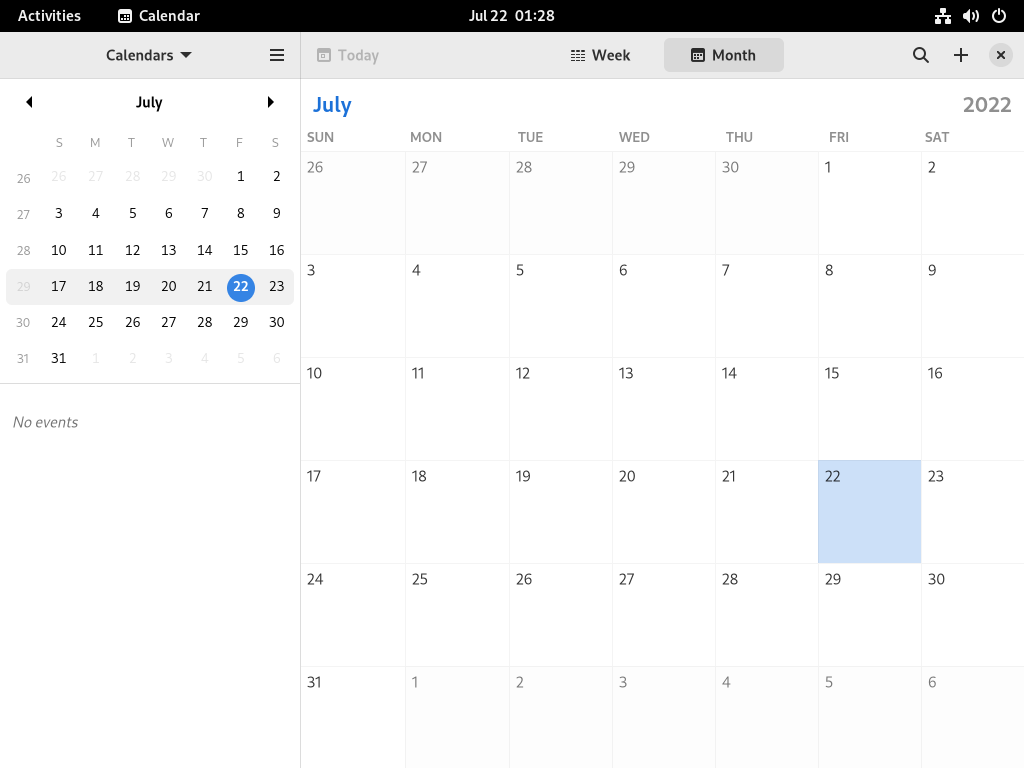 Activities Calendar Jul 22 01:28
Calendars Today Week Month
July
S M T W T F S
26 26 27 28 29 30 1 2
27 3 4 5 6 7 8 9
28 10 11 12 13 14 15 16
29 17 18 19 20 21 22 23
30 24 25 26 27 28 29 30
31 31 1 2 3 4 5 6
No events
July 2022
SUN MON TUE WED THU FRI SAT
26 27 28 29 30 1 2
3 4 5 6 7 8 9
10 11 12 13 14 15 16
17 18 19 20 21 22 23
24 25 26 27 28 29 30
31 1 2 3 4 5 6